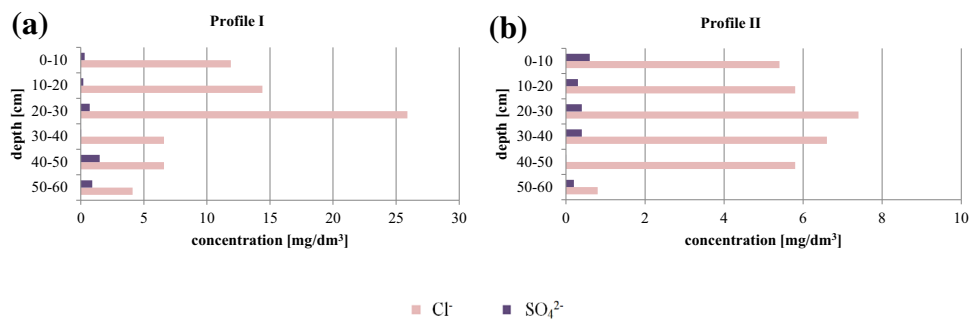 (a)
Profile I
depth [cm]
0-10
10-20
20-30
30-40
40-50
50-60
0 5 10 15 20 25 30
concentration [mg/dm³]
(b)
Profile II
depth [cm]
0-10
10-20
20-30
30-40
40-50
50-60
0 2 4 6 8 10
concentration [mg/dm³]
Cl⁻ SO₄²⁻